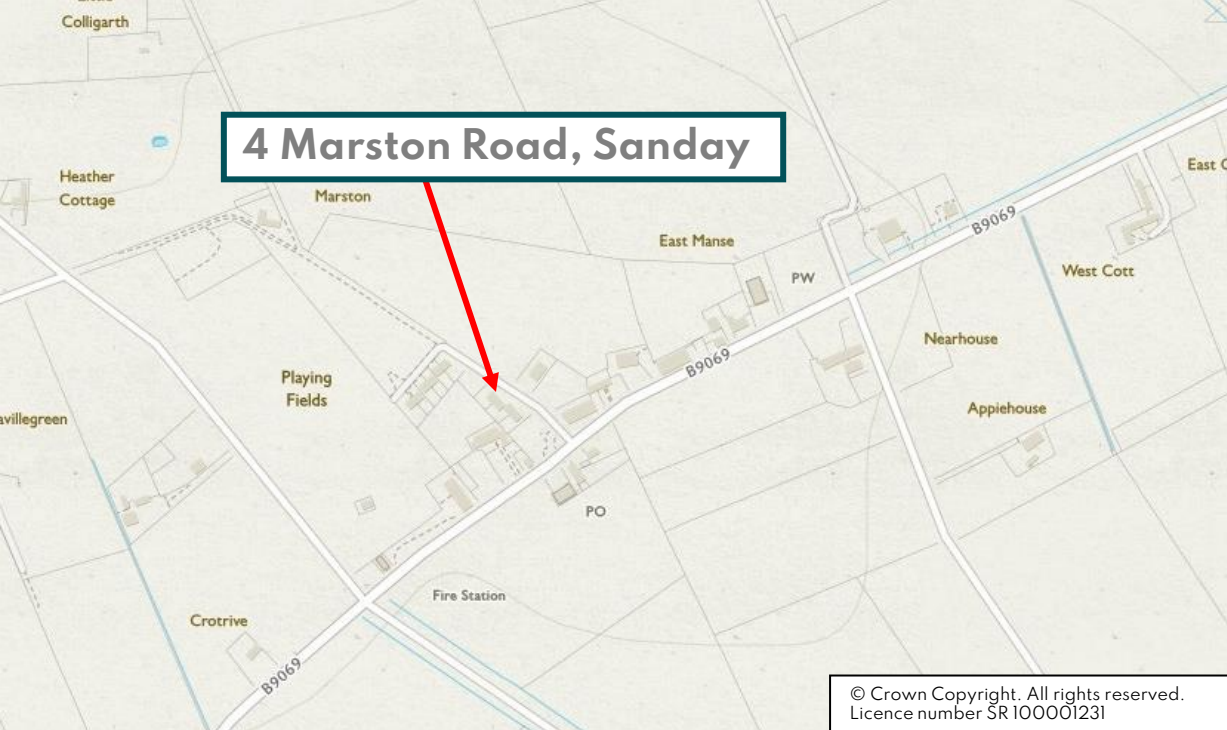 Colligarth
4 Marston Road, Sanday
Heather
Cottage
Marston
East
B9069
East Manse
PW
West Cott
Nearhouse
B9069
Playing
Fields
Appiehouse
PO
Fire Station
Crotrive
B9069
© Crown Copyright. All rights reserved.
Licence number SR 100001231